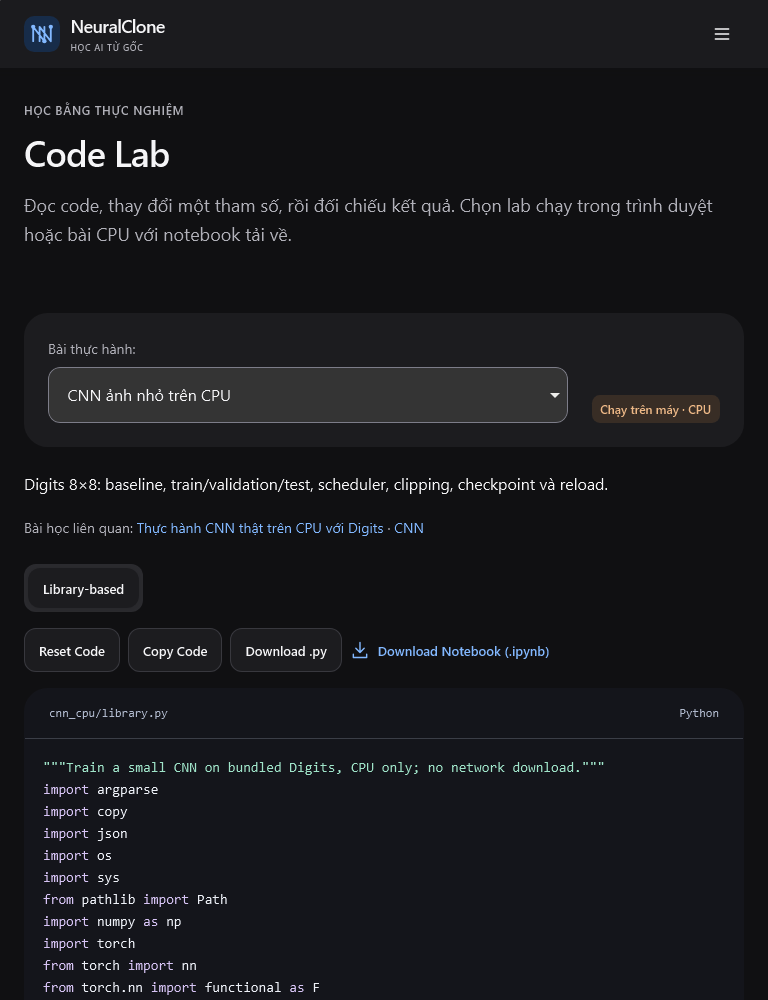 NeuralClone
HỌC AI TỪ GỐC
HỌC BẰNG THỰC NGHIỆM
Code Lab
Đọc code, thay đổi một tham số, rồi đối chiếu kết quả. Chọn lab chạy trong trình duyệt
hoặc bài CPU với notebook tải về.
Bài thực hành:
CNN ảnh nhỏ trên CPU
Chạy trên máy · CPU
Digits 8×8: baseline, train/validation/test, scheduler, clipping, checkpoint và reload.
Bài học liên quan: Thực hành CNN thật trên CPU với Digits · CNN
Library-based
Reset Code
Copy Code
Download .py
Download Notebook (.ipynb)
cnn_cpu/library.py
Python
"""Train a small CNN on bundled Digits, CPU only; no network download."""
import argparse
import copy
import json
import os
import sys
from pathlib import Path
import numpy as np
import torch
from torch import nn
from torch.nn import functional as F